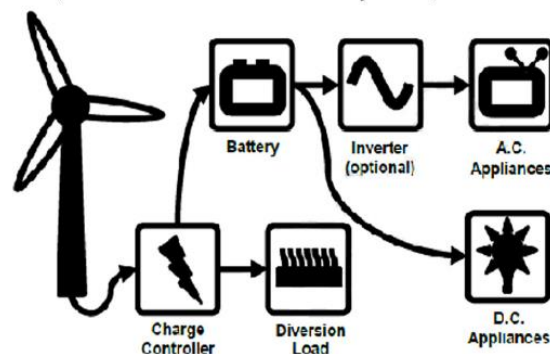 Battery
Inverter
(optional)
A.C.
Appliances
Charge
Controller
Diversion
Load
D.C.
Appliances